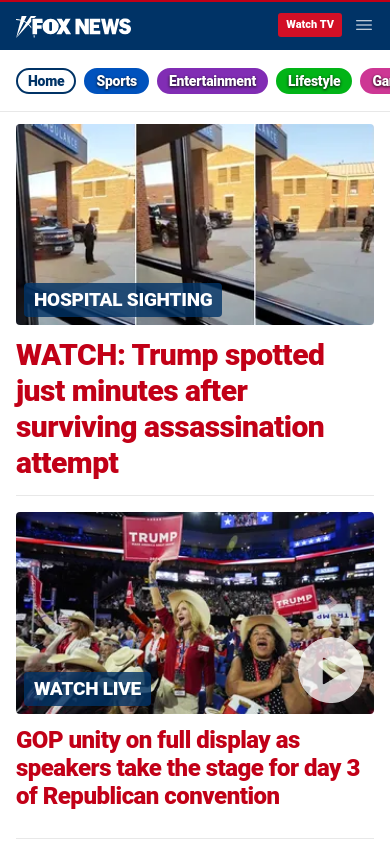 FOX NEWS
Watch TV
Home
Sports
Entertainment
Lifestyle
Ga
AMBULANCE
HOSPITAL SIGHTING
WATCH: Trump spotted
just minutes after
surviving assassination
attempt
TRUMP
TRUMP
WATCH LIVE
GOP unity on full display as
speakers take the stage for day 3
of Republican convention